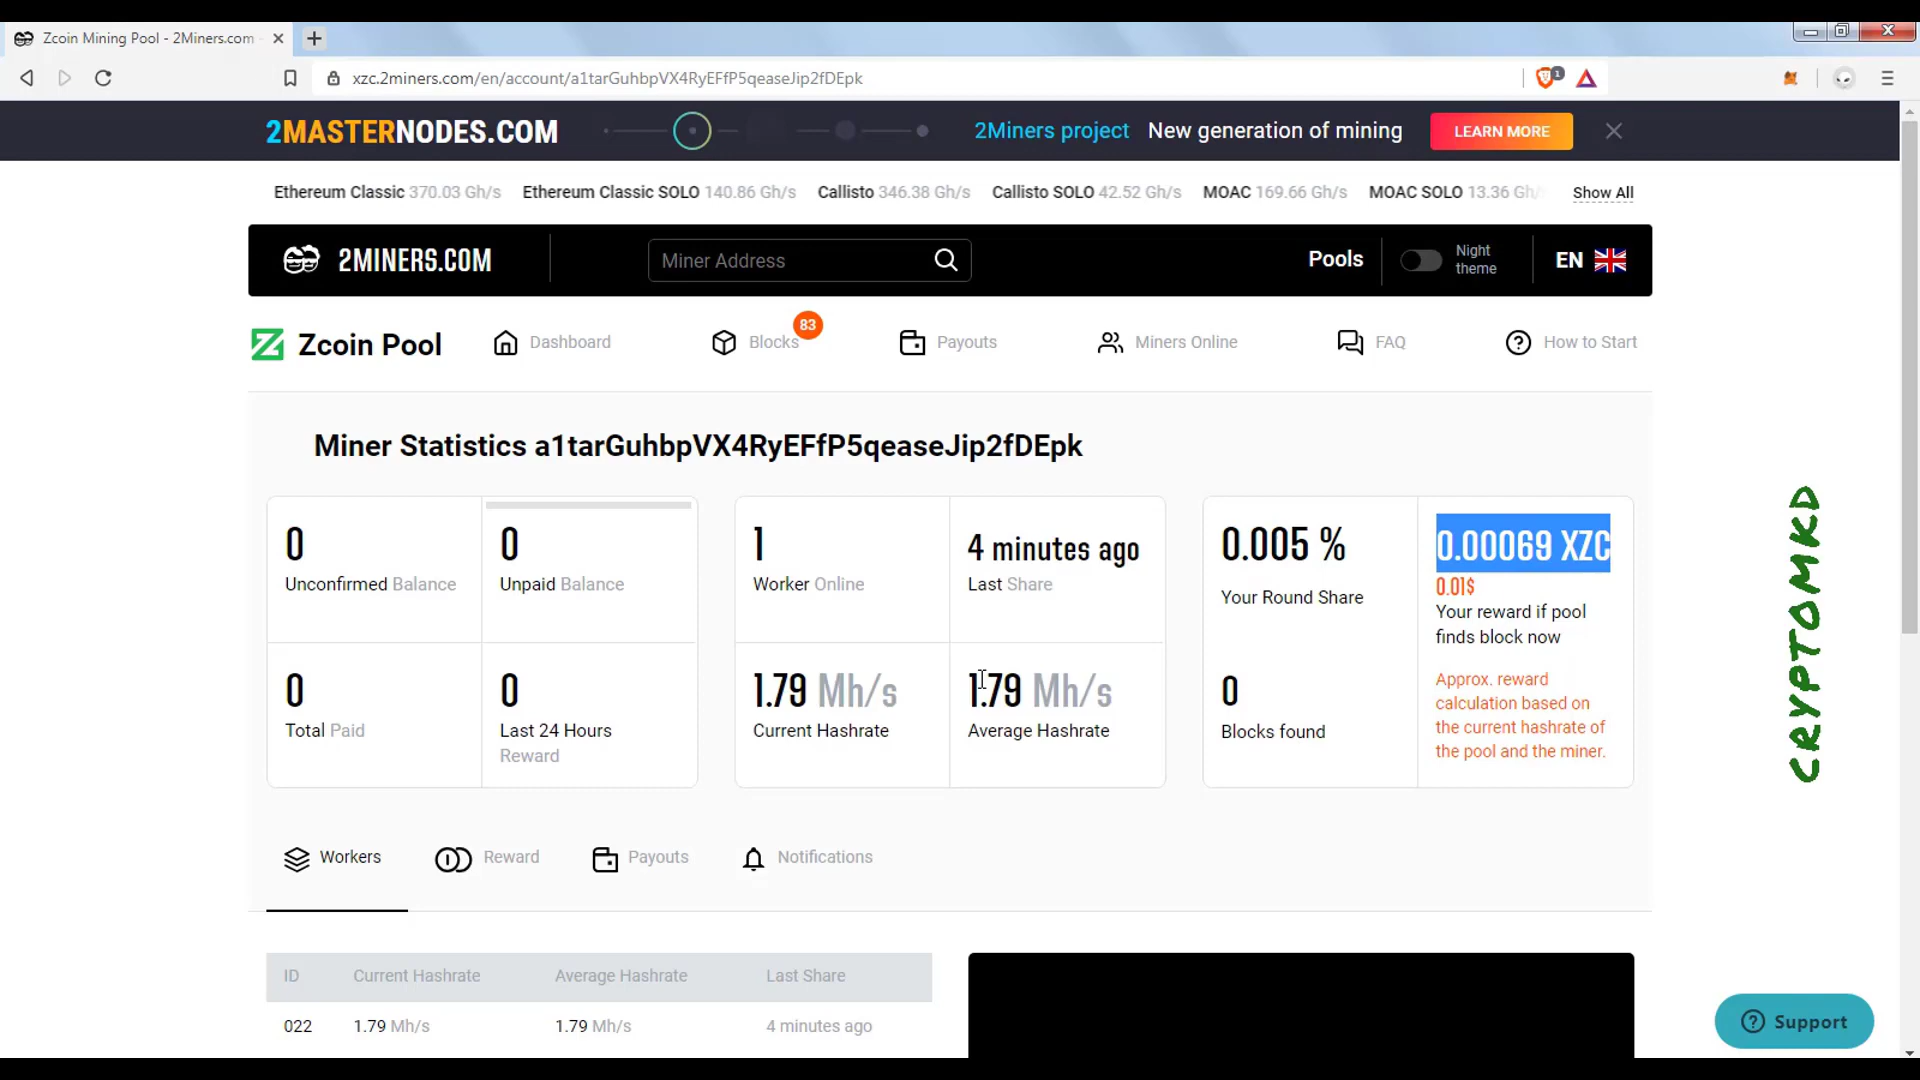 Zcoin Mining Pool - 2Miners.com
xzc.2miners.com/en/account/a1tarGuhbpVX4RyEFfP5qeaseJip2fDEpk
1
2MASTERNODES.COM
2Miners project New generation of mining
LEARN MORE
Ethereum Classic 370.03 Gh/s Ethereum Classic SOLO 140.86 Gh/s Callisto 346.38 Gh/s Callisto SOLO 42.52 Gh/s MOAC 169.66 Gh/s MOAC SOLO 13.36 Gh/s Show All
2MINERS.COM
Miner Address
Pools
Night theme
EN
Zcoin Pool
Dashboard
Blocks
83
Payouts
Miners Online
FAQ
How to Start
Miner Statistics a1tarGuhbpVX4RyEFfP5qeaseJip2fDEpk
0
Unconfirmed Balance
0
Unpaid Balance
0
Total Paid
0
Last 24 Hours
Reward
1
Worker Online
4 minutes ago
Last Share
1.79 Mh/s
Current Hashrate
1.79 Mh/s
Average Hashrate
0.005 %
Your Round Share
0
Blocks found
0.00069 XZC
0.01$
Your reward if pool
finds block now
Approx. reward
calculation based on
the current hashrate of
the pool and the miner.
CRYPTOMKD
Workers
Reward
Payouts
Notifications
ID Current Hashrate Average Hashrate Last Share
022 1.79 Mh/s 1.79 Mh/s 4 minutes ago
Support